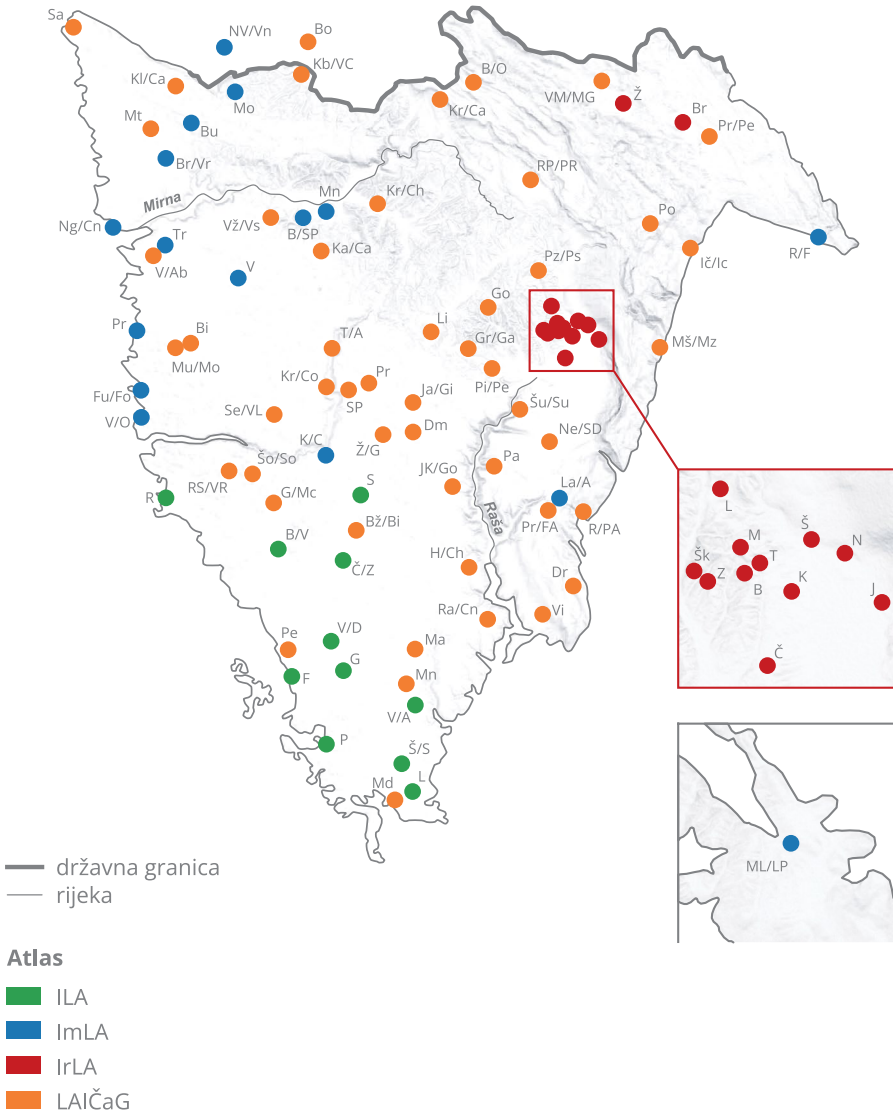 Sa
NV/Vn
Bo
Kb/VC
B/O
Kl/Ca
Mo
Kr/Ca
VM/MG
Ž
Br
Mt
Bu
Pr/Pe
Br/Vr
RP/PR
Mirna
Mn
Kr/Ch
Ng/Cn
Vž/Vs
B/SP
Po
Tr
Ka/Ca
R/F
V/Ab
Pz/Ps
Ič/Ic
V
Go
Pr
Bi
Li
T/A
Gr/Ga
Mš/Mz
Mu/Mo
Kr/Co
Pr
Pi/Pe
Fu/Fo
SP
Ja/Gi
Šu/Su
V/O
Se/VL
Dm
Ž/G
Ne/SD
K/C
Šo/So
Pa
RS/VR
JK/Go
La/A
R
S
G/Mc
Raša
Pr/FA
R/PA
Bž/Bi
B/V
Č/Z
H/Ch
Dr
Ra/Cn
Vi
V/D
Pe
Ma
G
F
Mn
V/A
P
Š/S
L
Md
L
Š
M
N
T
Šk
Z
B
K
J
Č
ML/LP
državna granica
rijeka
Atlas
ILA
ImLA
IrLA
LAIČaG